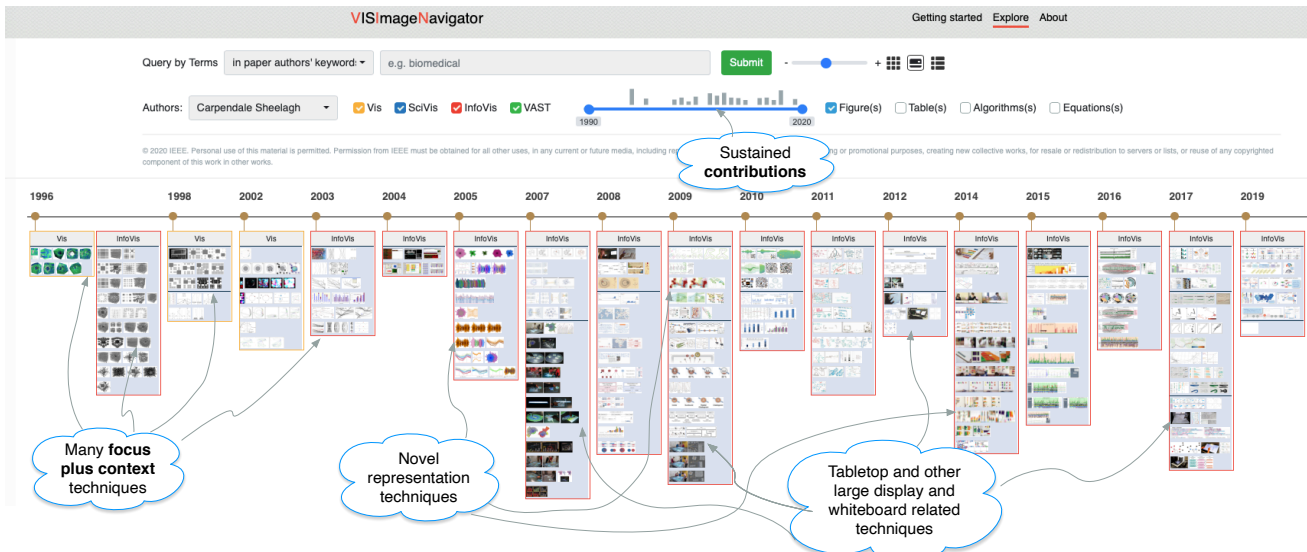 VISImageNavigator
Getting started Explore About
Query by Terms in paper authors' keywords e.g. biomedical Submit - +
Authors: Carpendale Sheelagh Vis SciVis InfoVis VAST Figure(s) Table(s) Algorithms(s) Equations(s)
1990 2020
© 2020 IEEE. Personal use of this material is permitted. Permission from IEEE must be obtained for all other uses, in any current or future media, including or promotional purposes, creating new collective works, for resale or redistribution to servers or lists, or reuse of any copyrighted
component of this work in other works.
Sustained
contributions
1996 1998 2002 2003 2004 2005 2007 2008 2009 2010 2011 2012 2014 2015 2016 2017 2019
Vis InfoVis Vis Vis InfoVis InfoVis InfoVis InfoVis InfoVis InfoVis InfoVis InfoVis InfoVis InfoVis InfoVis InfoVis InfoVis InfoVis
Many focus
plus context
techniques
Novel
representation
techniques
Tabletop and other
large display and
whiteboard related
techniques